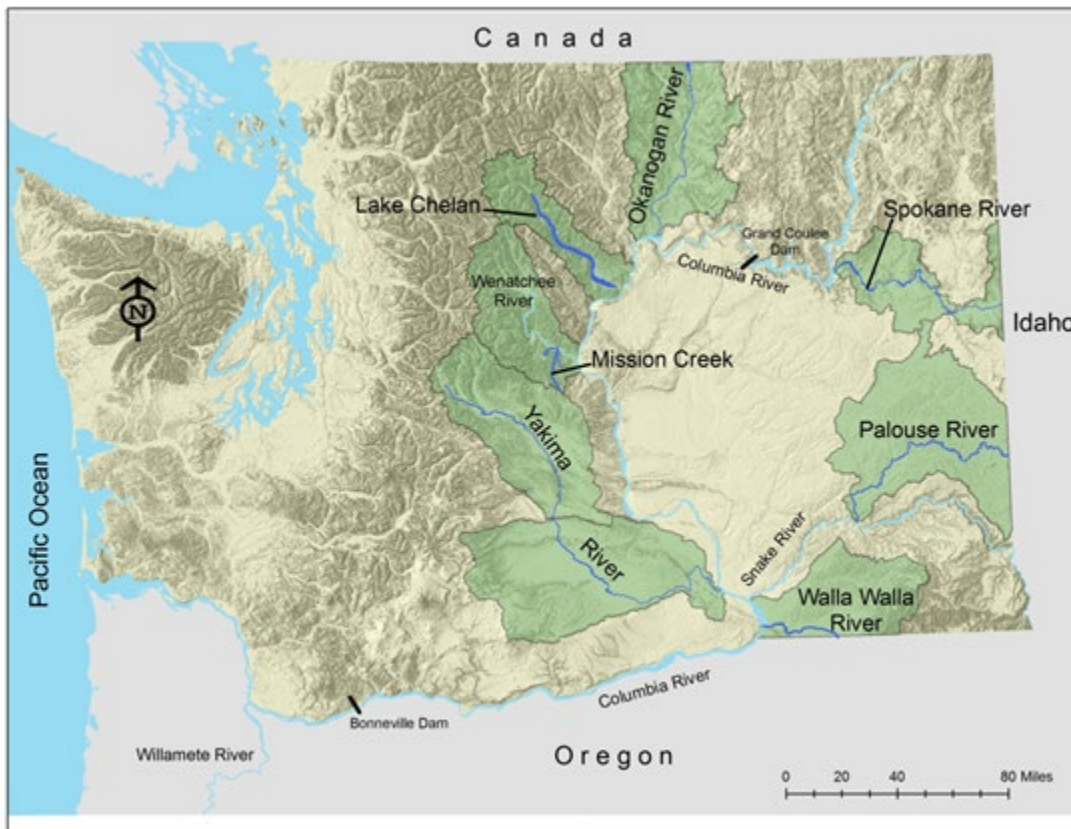 Canada
Okanogan River
Lake Chelan
Spokane River
Grand Coulee
Dam
Columbia River
Wenatchee
River
Idaho
N
Mission Creek
Yakima
Palouse River
Pacific Ocean
River
Snake River
Walla Walla
River
Columbia River
Bonneville Dam
Willamete River
Oregon
0 20 40 80 Miles